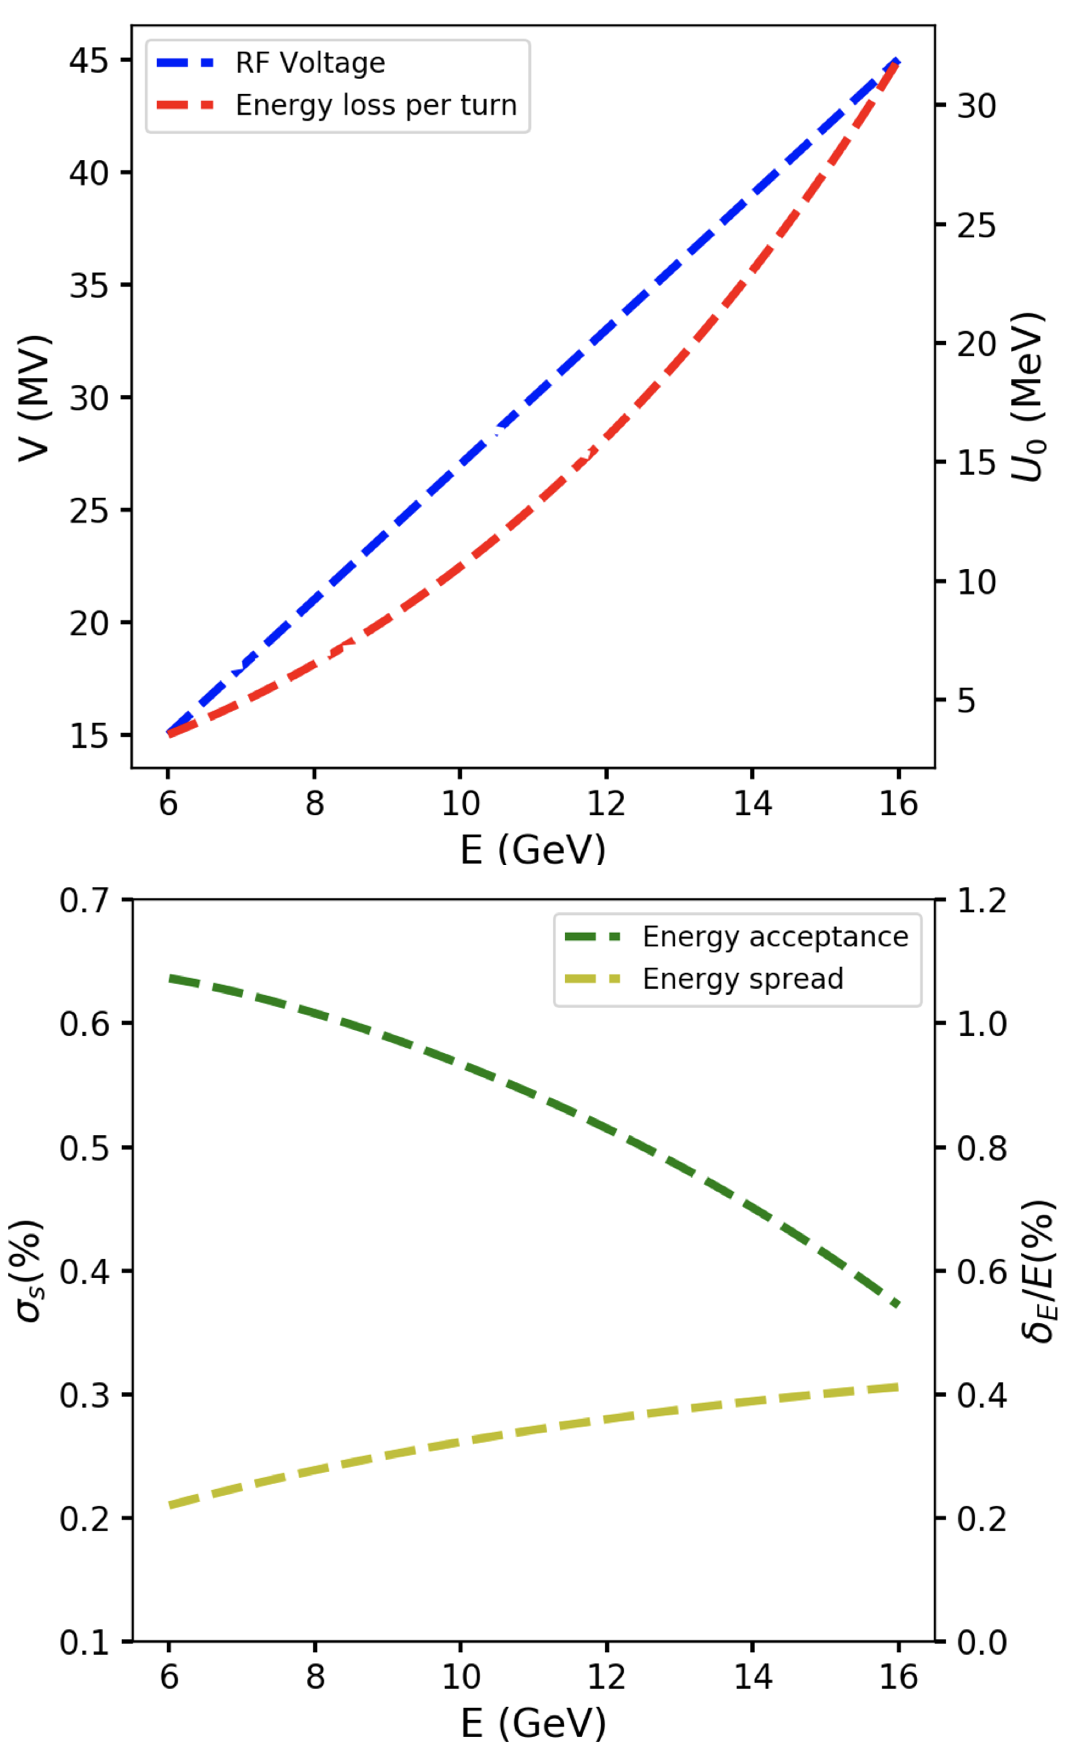 RF Voltage
Energy loss per turn
45
40
35
30
25
20
15
V (MV)
30
25
20
15
10
5
U0 (MeV)
6 8 10 12 14 16
E (GeV)
Energy acceptance
Energy spread
0.7
0.6
0.5
0.4
0.3
0.2
0.1
σs(%)
1.2
1.0
0.8
0.6
0.4
0.2
0.0
δE/E(%)
6 8 10 12 14 16
E (GeV)